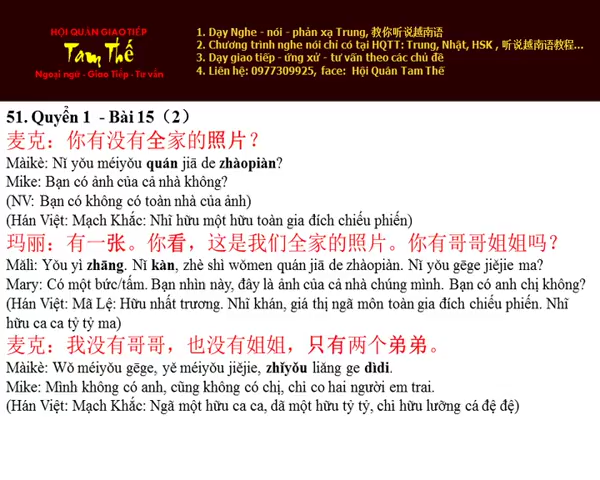 HỘI QUÁN GIAO TIẾP
Tam Thế
Ngoại ngữ - Giao Tiếp - Tư vấn
1. Dạy Nghe - nói - phản xạ Trung, 教你听说越南语
2. Chương trình nghe nói chỉ có tại HQTT: Trung, Nhật, HSK , 听说越南语教程...
3. Dạy giao tiếp - ứng xử - tư vấn theo các chủ đề
4. Liên hệ: 0977309925, face: Hội Quán Tam Thế
51. Quyển 1 - Bài 15（2）
麦克：你有没有全家的照片？
Màikè: Nǐ yǒu méiyǒu quán jiā de zhàopiàn?
Mike: Bạn có ảnh của cả nhà không?
(NV: Bạn có không có toàn nhà của ảnh)
(Hán Việt: Mạch Khắc: Nhĩ hữu một hữu toàn gia đích chiếu phiến)
玛丽：有一张。你看，这是我们全家的照片。你有哥哥姐姐吗？
Mǎlì: Yǒu yì zhāng. Nǐ kàn, zhè shì wǒmen quán jiā de zhàopiàn. Nǐ yǒu gēge jiějie ma?
Mary: Có một bức/tấm. Bạn nhìn này, đây là ảnh của cả nhà chúng mình. Bạn có anh chị không?
(Hán Việt: Mã Lệ: Hữu nhất trương. Nhĩ khán, giá thị ngã môn toàn gia đích chiếu phiến. Nhĩ
hữu ca ca tỷ tỷ ma)
麦克：我没有哥哥，也没有姐姐，只有两个弟弟。
Màikè: Wǒ méiyǒu gēge, yě méiyǒu jiějie, zhǐyǒu liǎng ge dìdi.
Mike: Mình không có anh, cũng không có chị, chi co hai người em trai.
(Hán Việt: Mạch Khắc: Ngã một hữu ca ca, dã một hữu tỷ tỷ, chi hữu lưỡng cá đệ đệ)